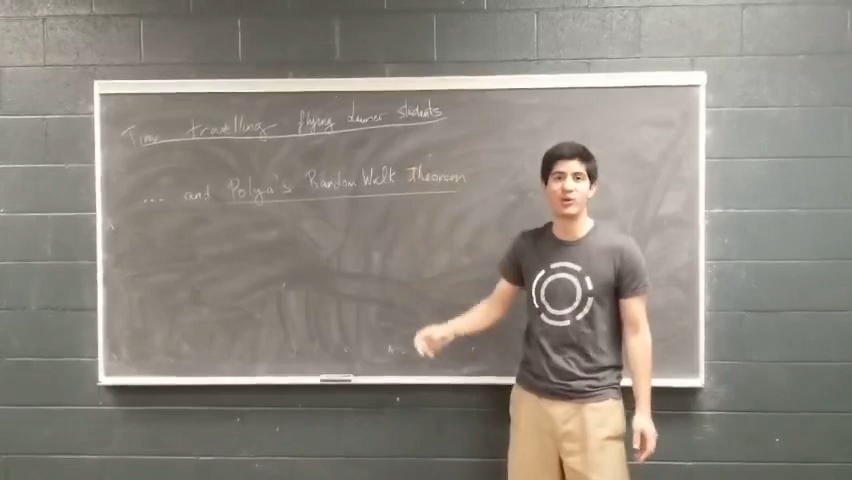 Time travelling flying drunk students
... and Polya's Random Walk Theorem